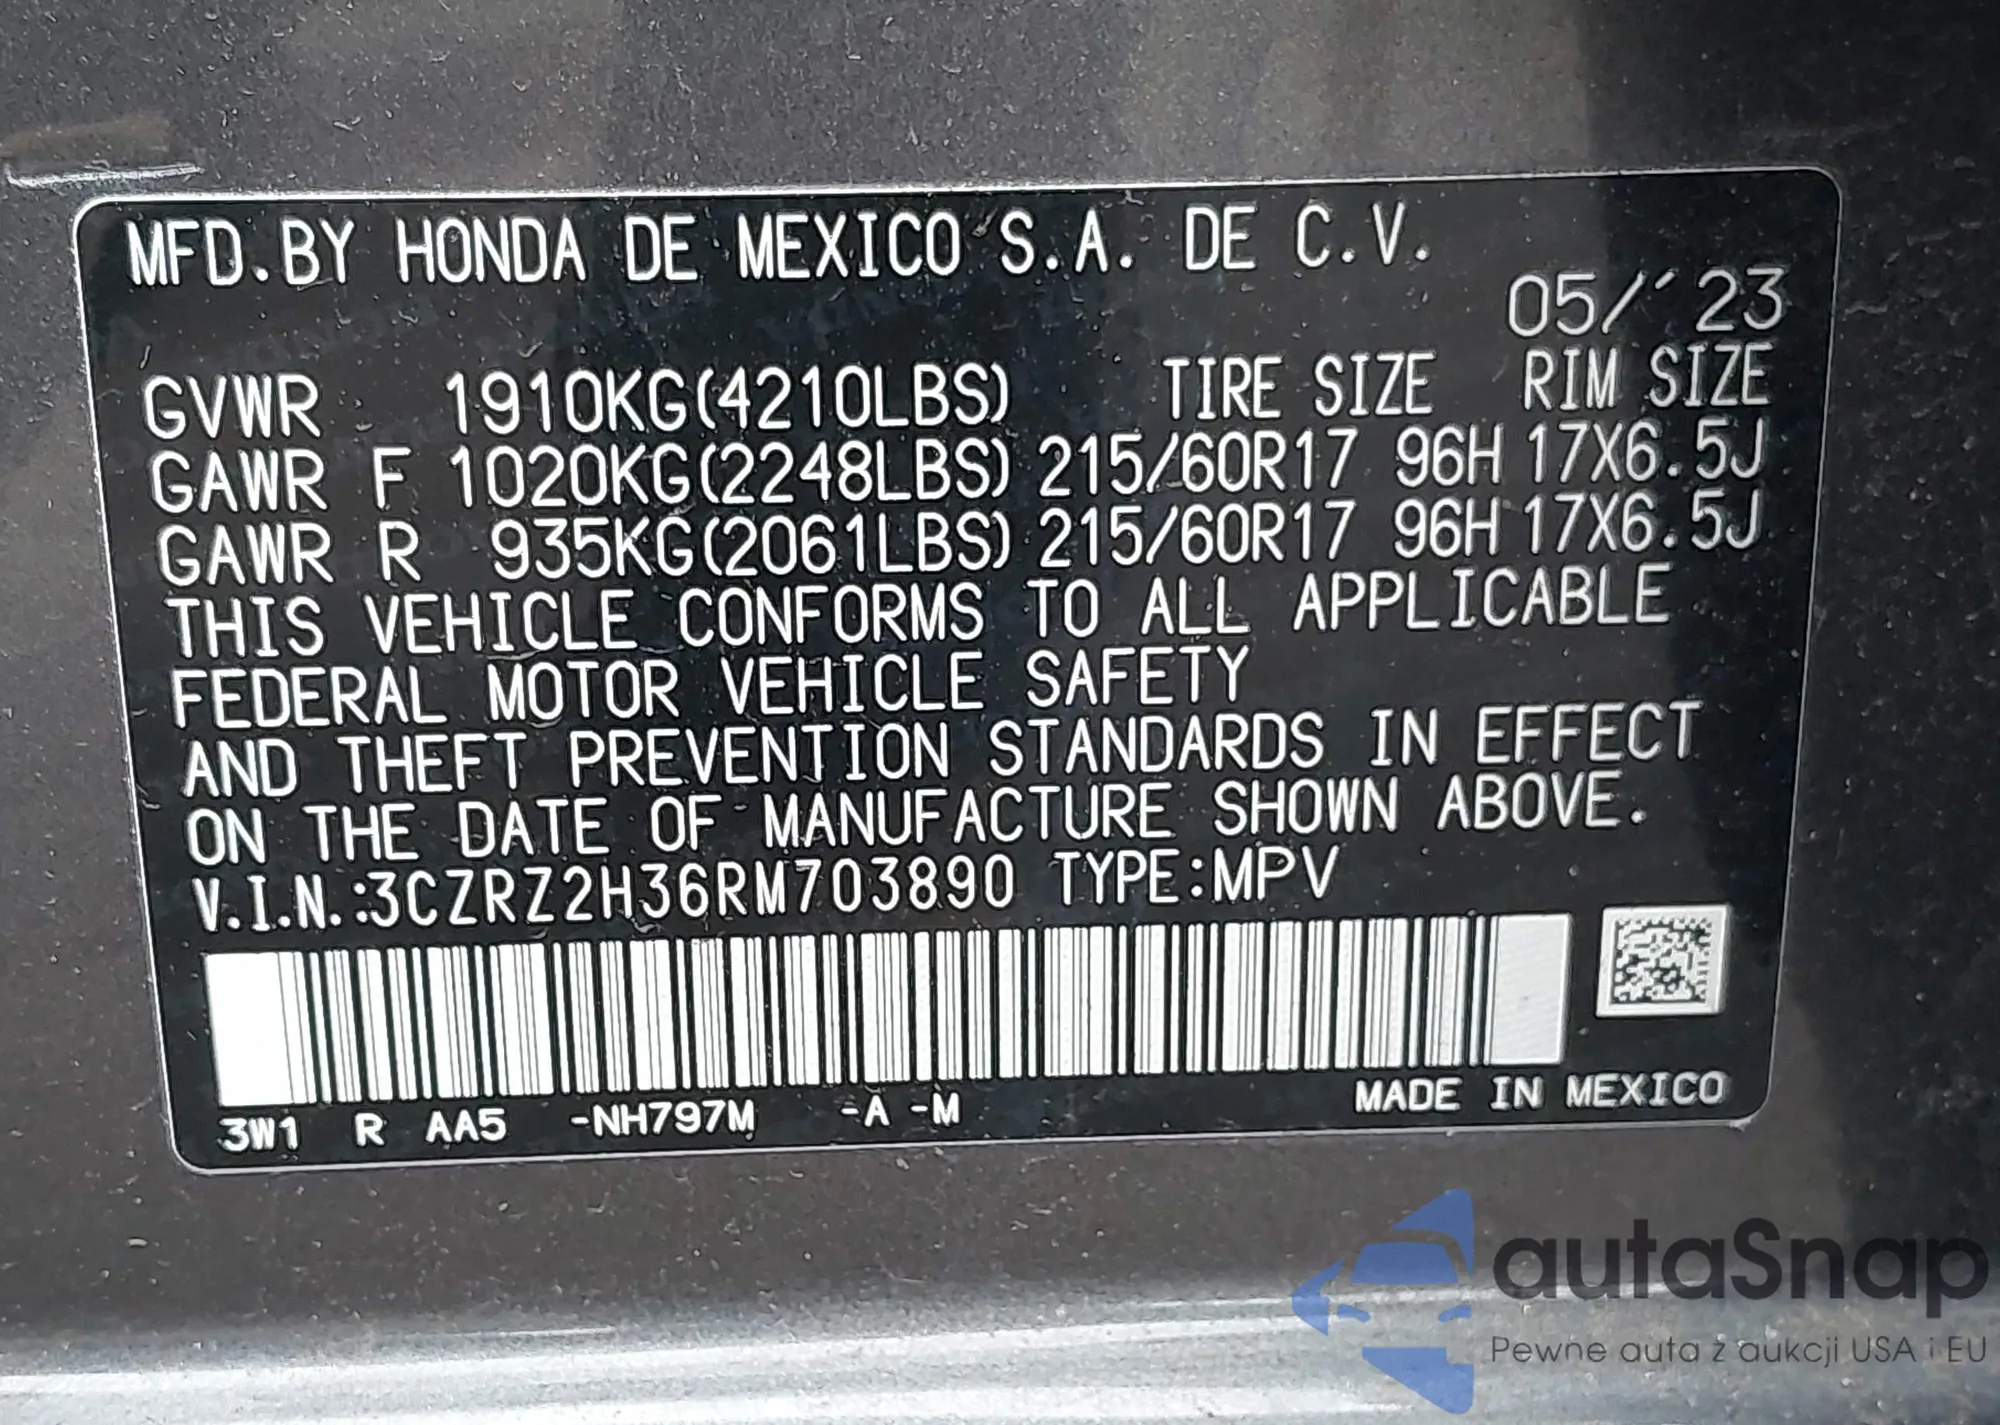 MFD.BY HONDA DE MEXICO S.A. DE C.V.
05/'23
GVWR 1910KG(4210LBS) TIRE SIZE RIM SIZE
GAWR F 1020KG(2248LBS) 215/60R17 96H 17X6.5J
GAWR R 935KG(2061LBS) 215/60R17 96H 17X6.5J
THIS VEHICLE CONFORMS TO ALL APPLICABLE
FEDERAL MOTOR VEHICLE SAFETY
AND THEFT PREVENTION STANDARDS IN EFFECT
ON THE DATE OF MANUFACTURE SHOWN ABOVE.
V.I.N.:3CZRZ2H36RM703890 TYPE:MPV
3W1 R AA5 -NH797M -A -M MADE IN MEXICO
autaSnap
Pewne auta z aukcji USA i EU